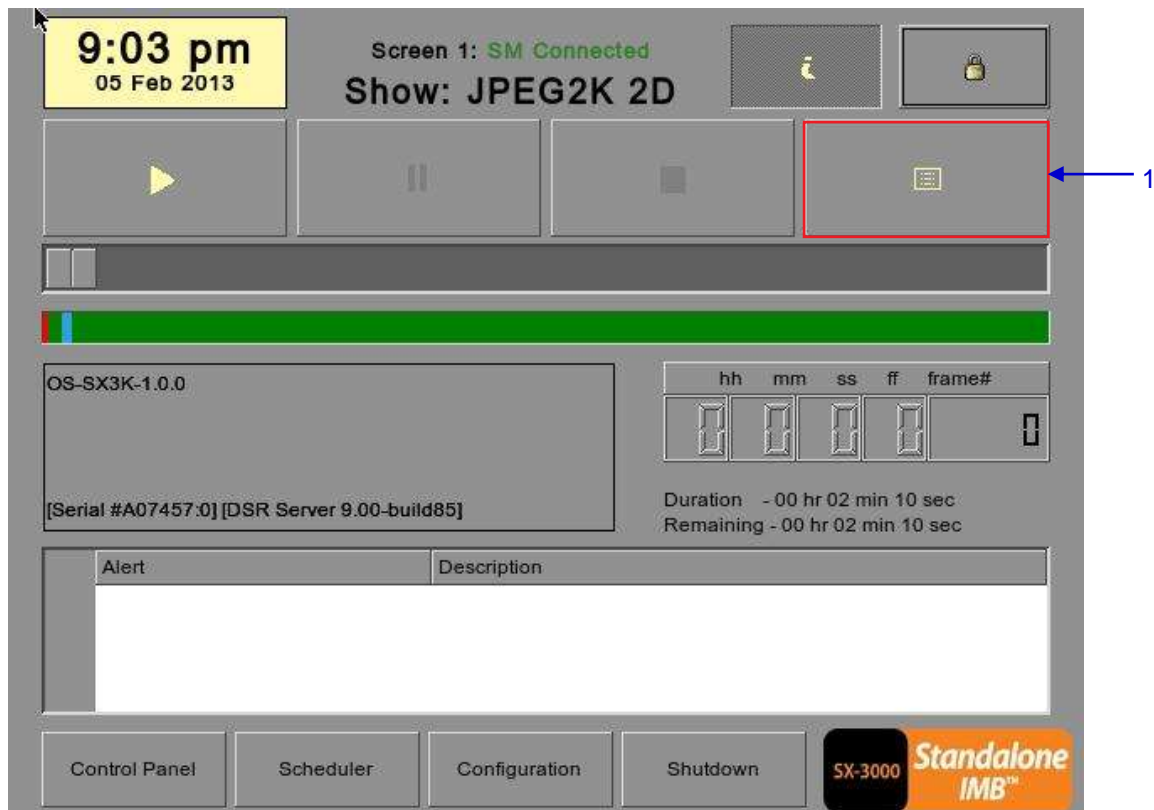 9:03 pm
05 Feb 2013
Screen 1: SM Connected
Show: JPEG2K 2D
i
1
OS-SX3K-1.0.0
[Serial #A07457:0] [DSR Server 9.00-build85]
hh mm ss ff frame#
0 0 0 0 0
Duration - 00 hr 02 min 10 sec
Remaining - 00 hr 02 min 10 sec
Alert Description
Control Panel Scheduler Configuration Shutdown
SX-3000 Standalone
IMB™